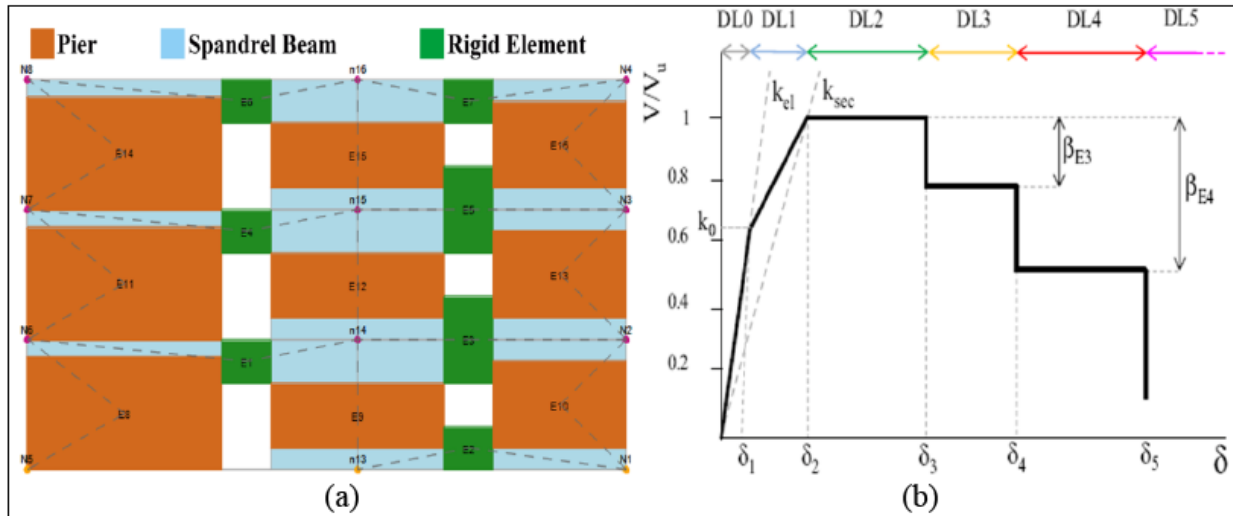 Pier Spandrel Beam Rigid Element
N8 n16 N4
E6 E7
E14 E15 E16
N7 n15 N3
E4 E5
E11 E12 E13
N6 n14 N2
E1 E3
E8 E9 E10
E2
N5 n13 N1
(a)
DL0 DL1 DL2 DL3 DL4 DL5
V/Vu
kel ksec
1
βE3
βE4
0.8
k0
0.6
0.4
0.2
δ1 δ2 δ3 δ4 δ5 δ
(b)